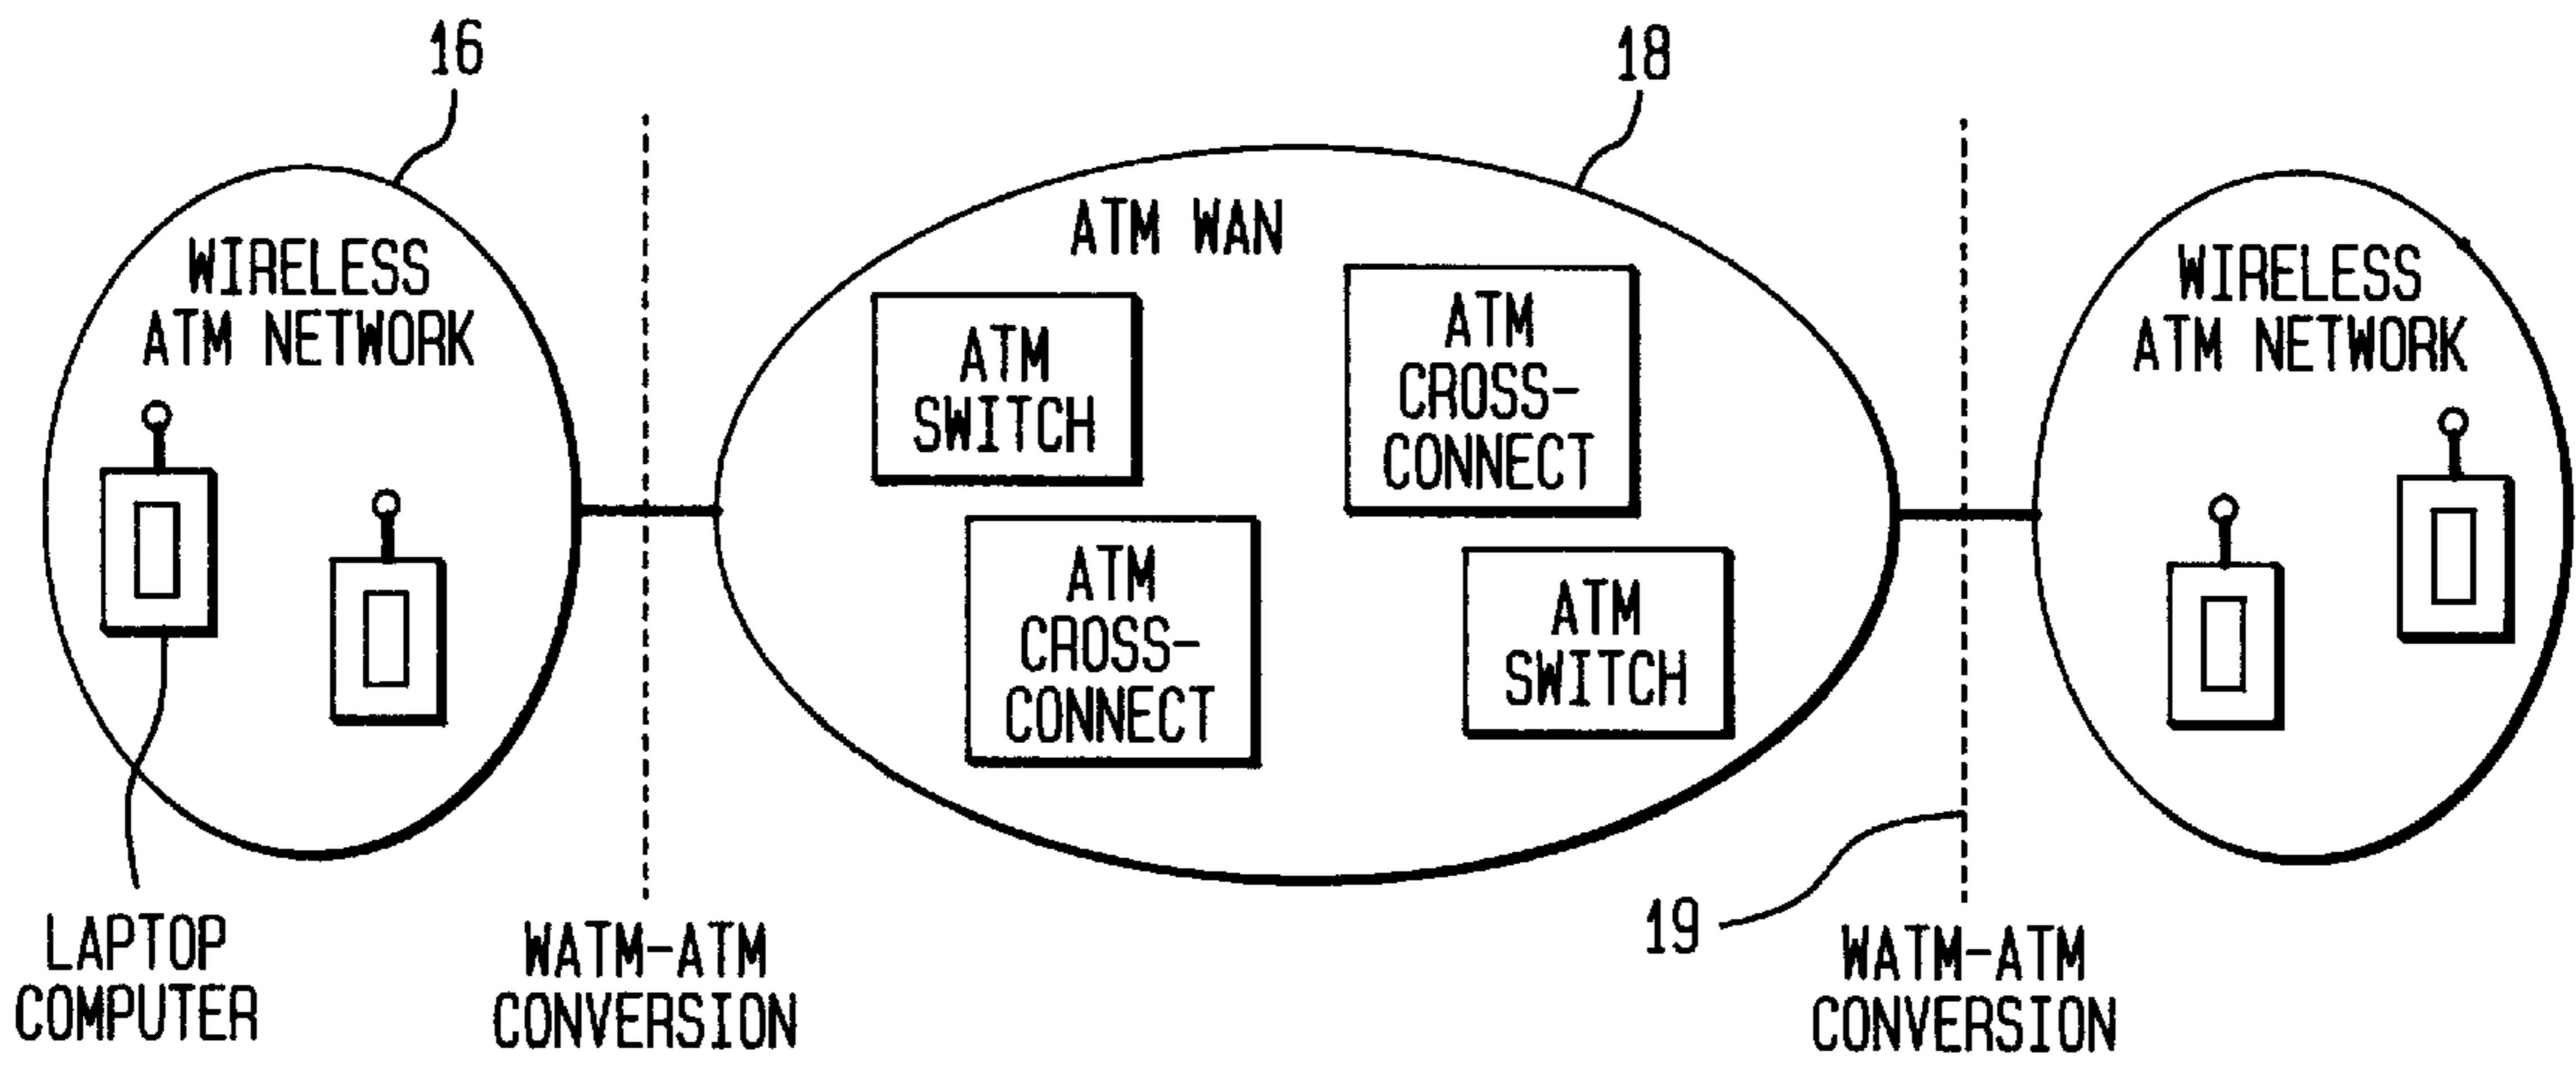 16
18
WIRELESS
ATM NETWORK
ATM WAN
ATM
SWITCH
ATM
CROSS-
CONNECT
ATM
CROSS-
CONNECT
ATM
SWITCH
WIRELESS
ATM NETWORK
LAPTOP
COMPUTER
WATM-ATM
CONVERSION
19
WATM-ATM
CONVERSION